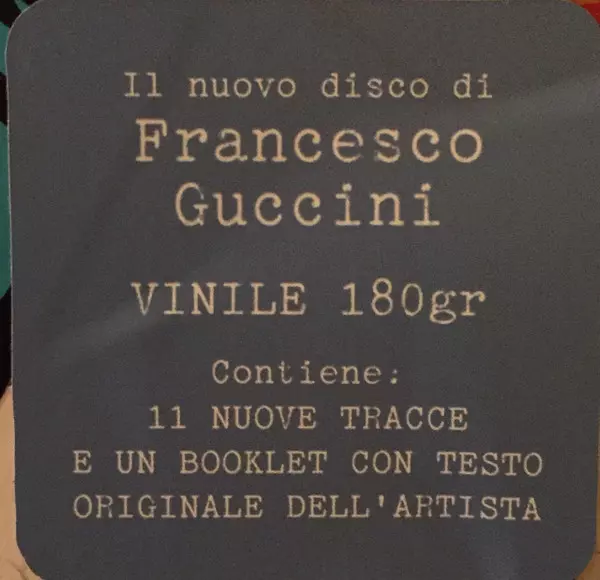 Il nuovo disco di
Francesco
Guccini
VINILE 180gr
Contiene:
11 NUOVE TRACCE
E UN BOOKLET CON TESTO
ORIGINALE DELL'ARTISTA